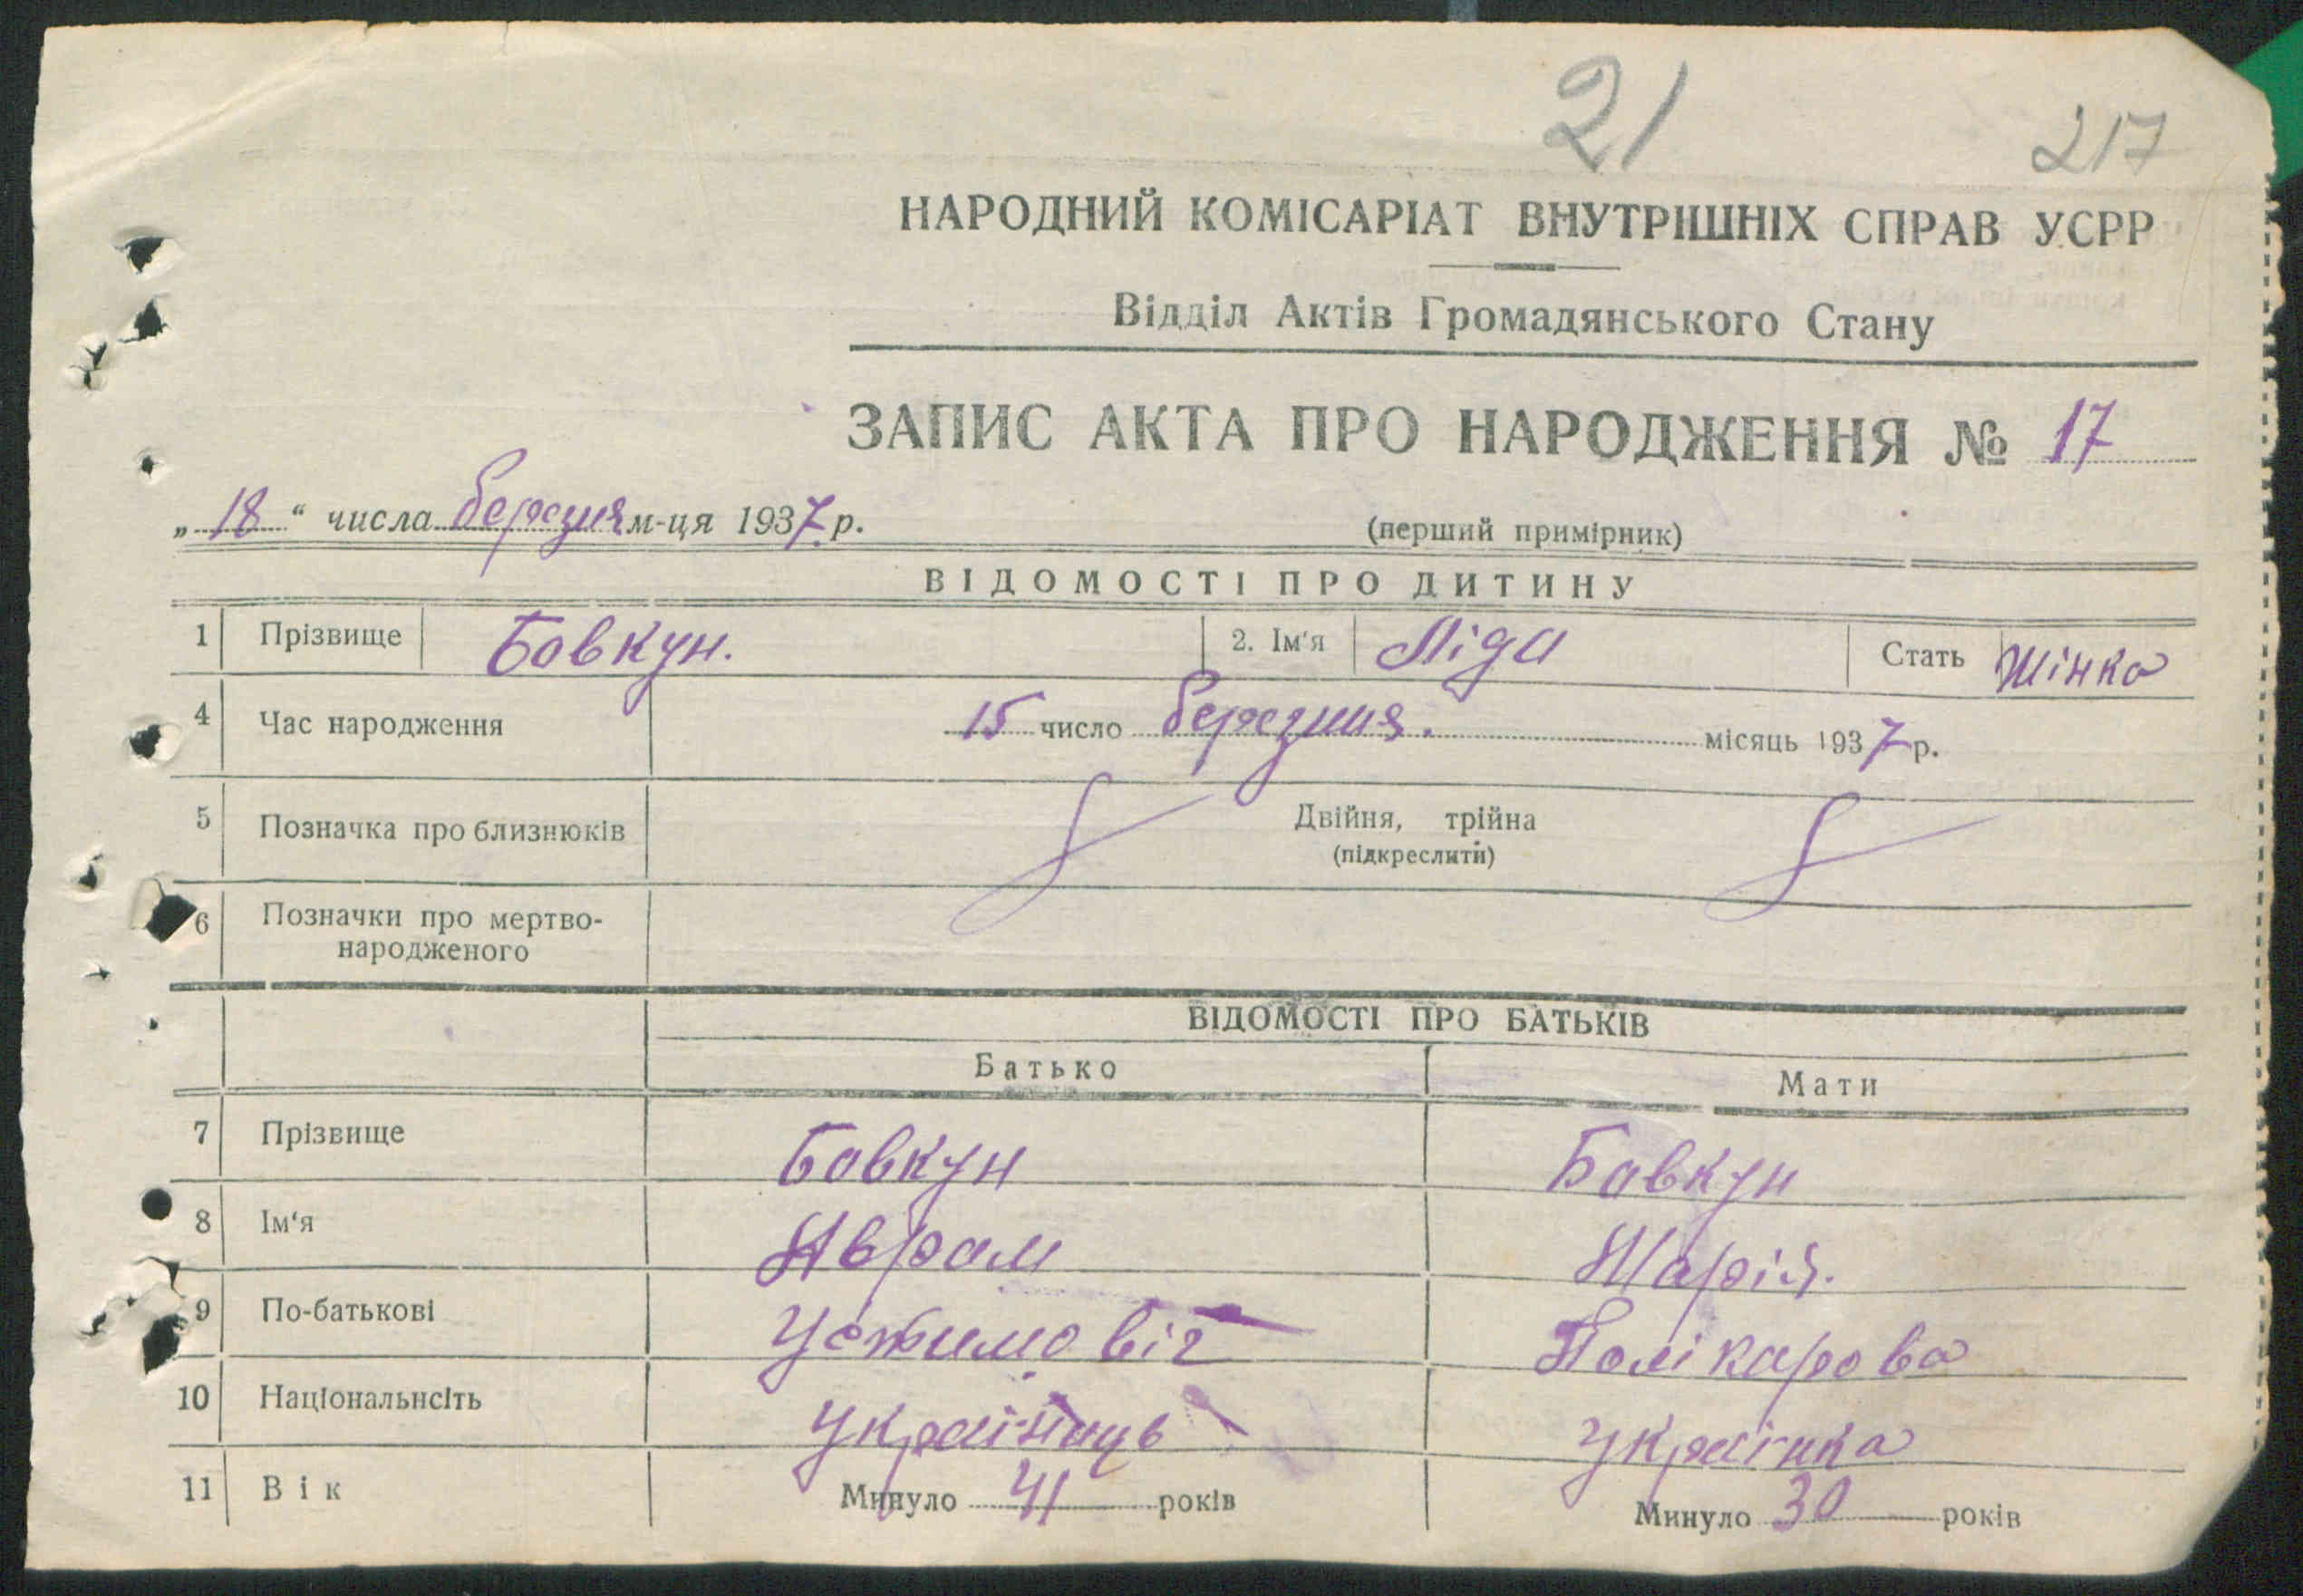 21 217
НАРОДНИЙ КОМІСАРІАТ ВНУТРІШНІХ СПРАВ УСРР
Відділ Актів Громадянського Стану
ЗАПИС АКТА ПРО НАРОДЖЕННЯ № 17
„18“ числа березня м-ця 1937 р.
(перший примірник)
ВІДОМОСТІ ПРО ДИТИНУ
1 Прізвище Бовкун. 2. Ім'я Ліда Стать Жінка
4 Час народження 15 число березня. місяць 1937 р.
5 Позначка про близнюків Двійня, трійна
(підкреслити)
6 Позначки про мертво-
народженого
ВІДОМОСТІ ПРО БАТЬКІВ
Батько Мати
7 Прізвище Бовкун Бовкун
8 Ім'я Аврам Марія.
9 По-батькові Полікарова
10 Національнсіть Українець Українка
11 Вік Минуло 41 років Минуло 30 років